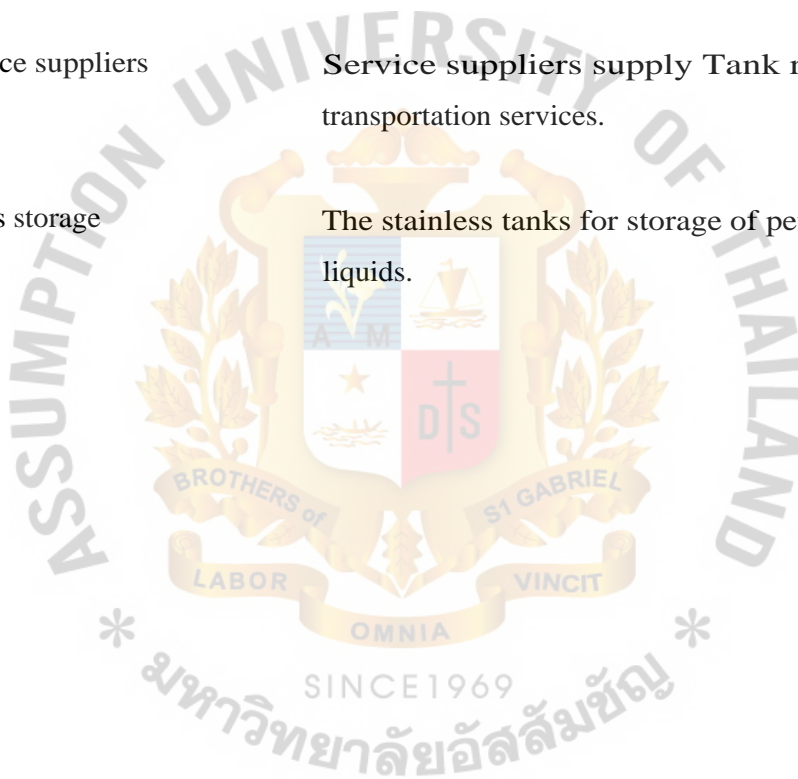 ce suppliers Service suppliers supply Tank
transportation services.
s storage The stainless tanks for storage of
liquids.
ASSUMPTION UNIVERSITY OF THAILAND
A M
D S
BROTHERS of S1 GABRIEL
LABOR VINCIT
OMNIA
SINCE1969
* มหาวิทยาลัยอัสสัมชัญ *